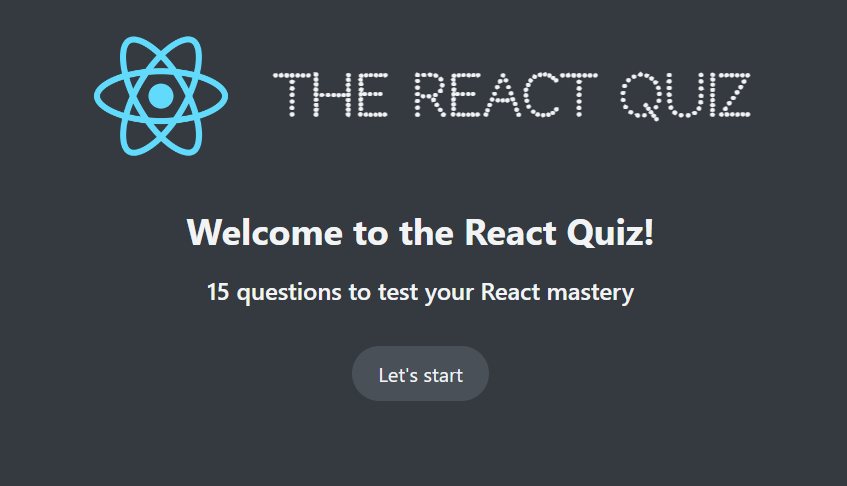 THE REACT QUIZ
Welcome to the React Quiz!
15 questions to test your React mastery
Let's start